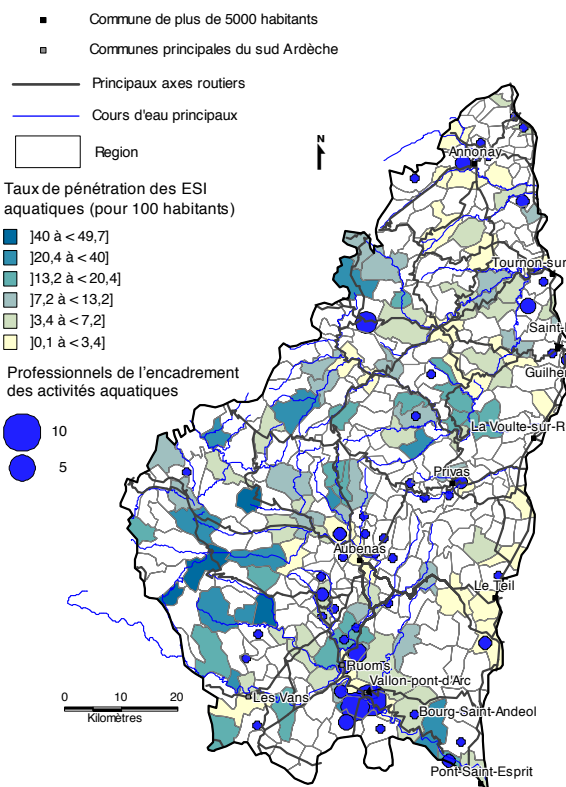 Commune de plus de 5000 habitants
Communes principales du sud Ardèche
Principaux axes routiers
Cours d'eau principaux
Region
N
Taux de pénétration des ESI
aquatiques (pour 100 habitants)
]40 à < 49,7]
]20,4 à < 40]
]13,2 à < 20,4]
]7,2 à < 13,2]
]3,4 à < 7,2]
]0,1 à < 3,4]
Professionnels de l'encadrement
des activités aquatiques
10
5
Annonay
Tournon-sur
Saint-
Guilher
La Voulte-sur-R
Privas
Aubenas
Le Teil
Ruoms
Vallon-pont-d'Arc
Les Vans
Bourg-Saint-Andeol
Pont-Saint-Esprit
0 10 20
Kilomètres